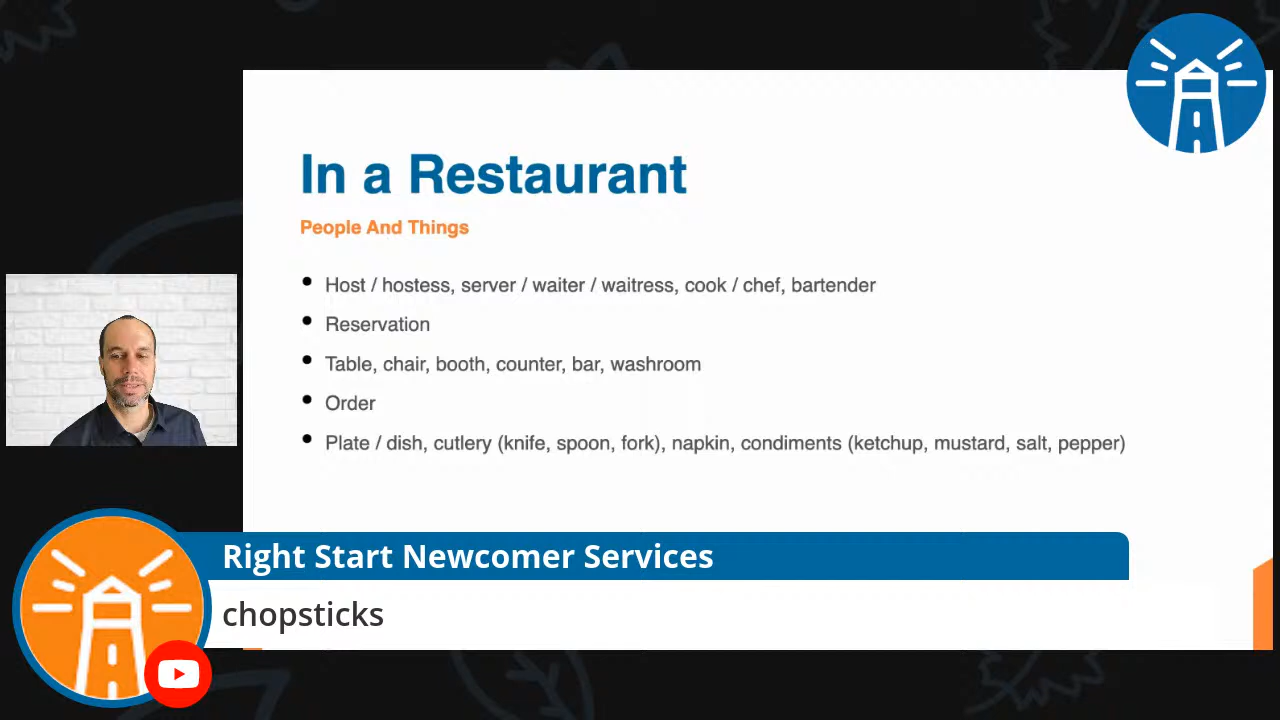 In a Restaurant
People And Things
Host / hostess, server / waiter / waitress, cook / chef, bartender
Reservation
Table, chair, booth, counter, bar, washroom
Order
Plate / dish, cutlery (knife, spoon, fork), napkin, condiments (ketchup, mustard, salt, pepper)
Right Start Newcomer Services
chopsticks